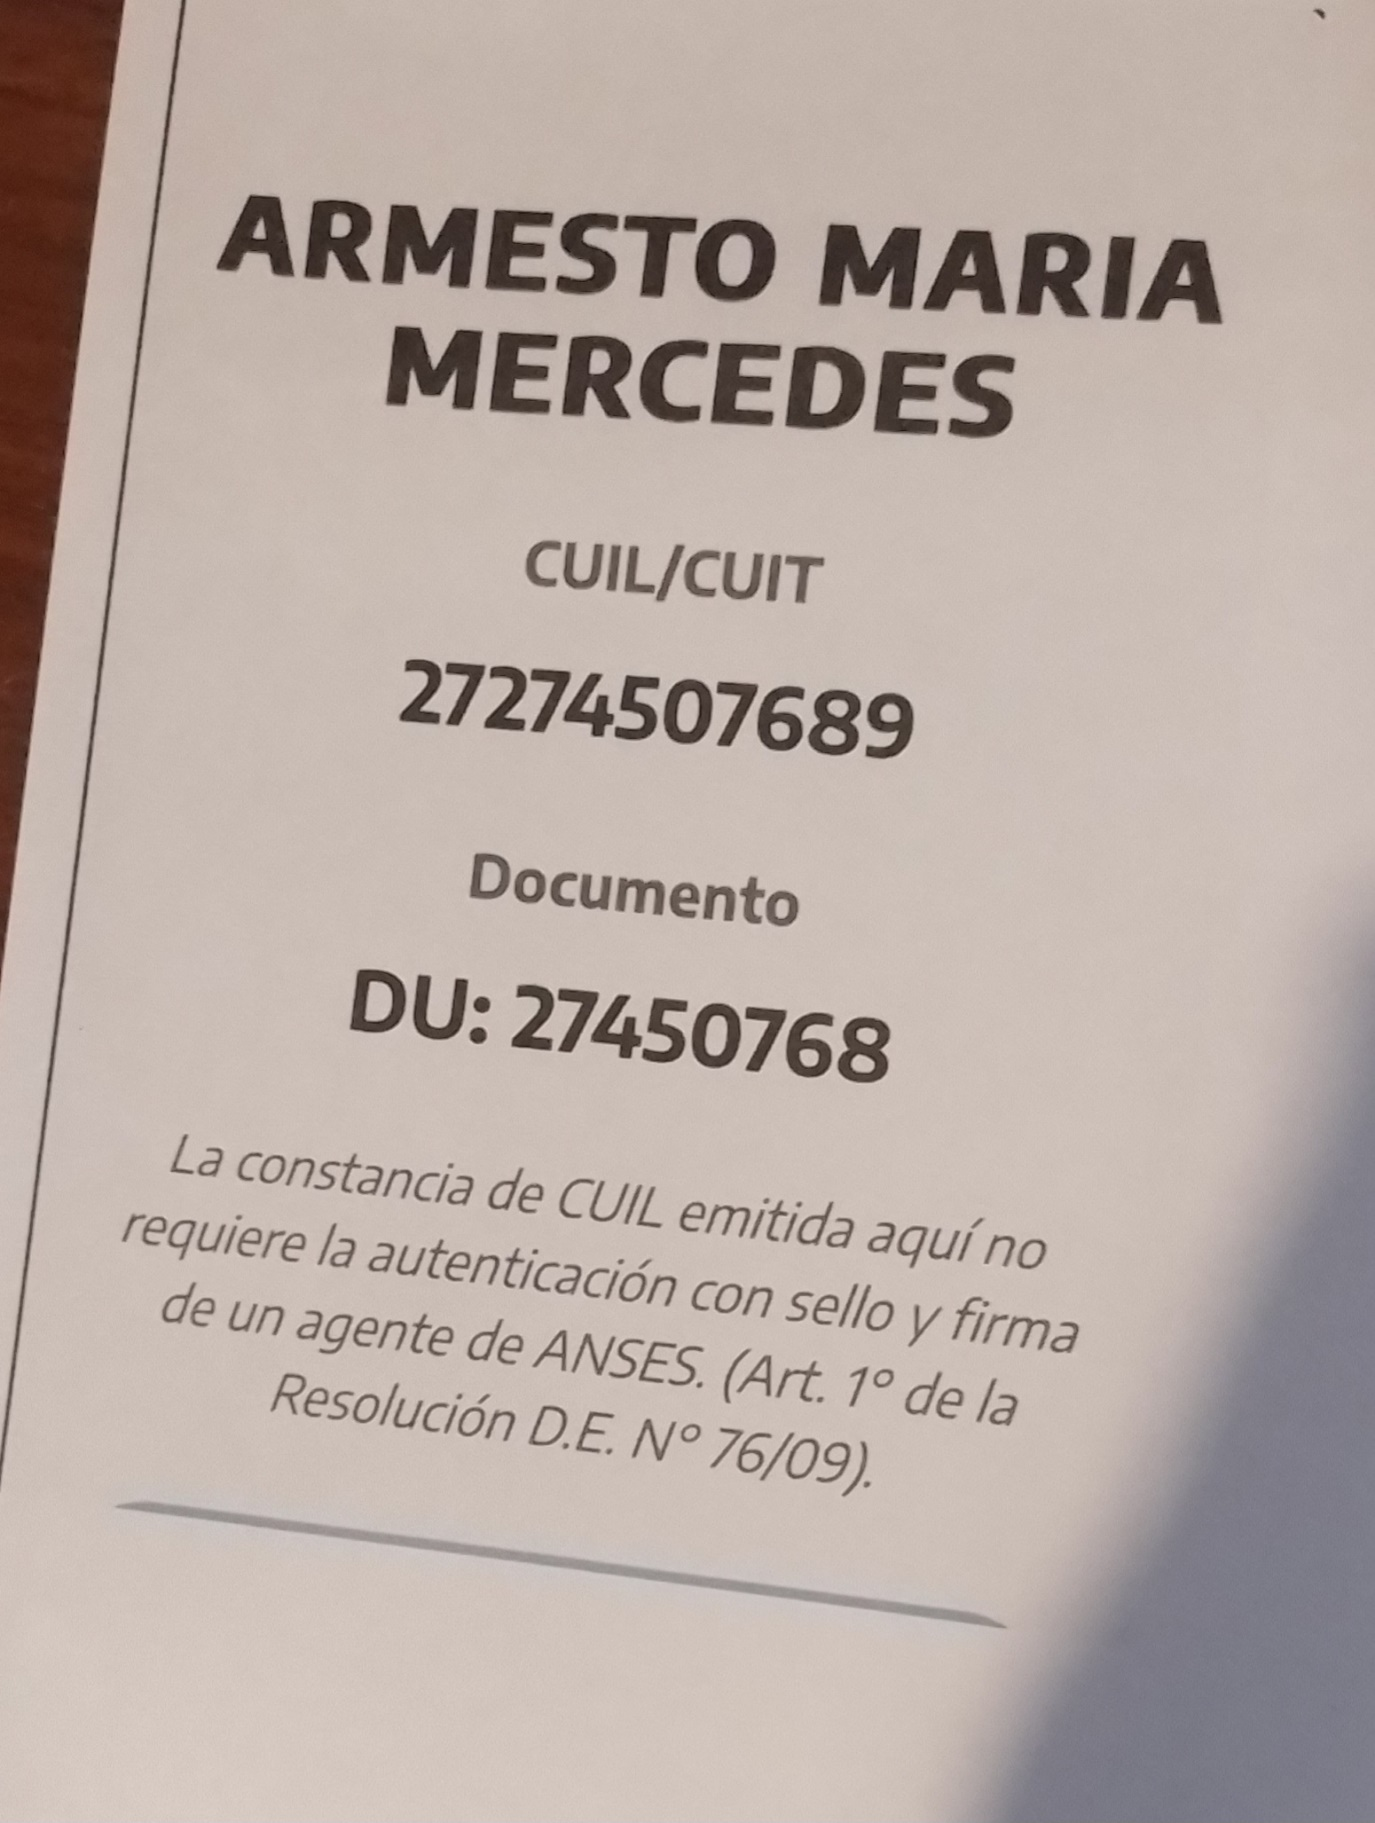 ARMESTO MARIA
MERCEDES
CUIL/CUIT
27274507689
Documento
DU: 27450768
La constancia de CUIL emitida aquí no
requiere la autenticación con sello y firma
de un agente de ANSES. (Art. 1° de la
Resolución D.E. N° 76/09).